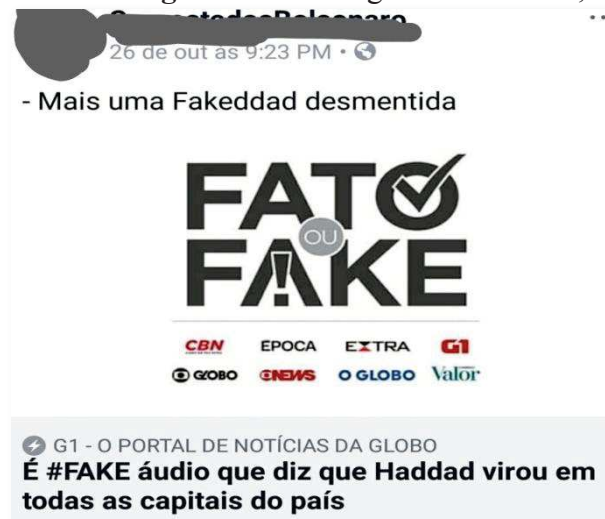 26 de out às 9:23 PM
- Mais uma Fakeddad desmentida
FATO
OU
FAKE
CBN EPOCA EXTRA G1
GLOBO GNEWS O GLOBO Valor
G1 - O PORTAL DE NOTÍCIAS DA GLOBO
É #FAKE áudio que diz que Haddad virou em
todas as capitais do país